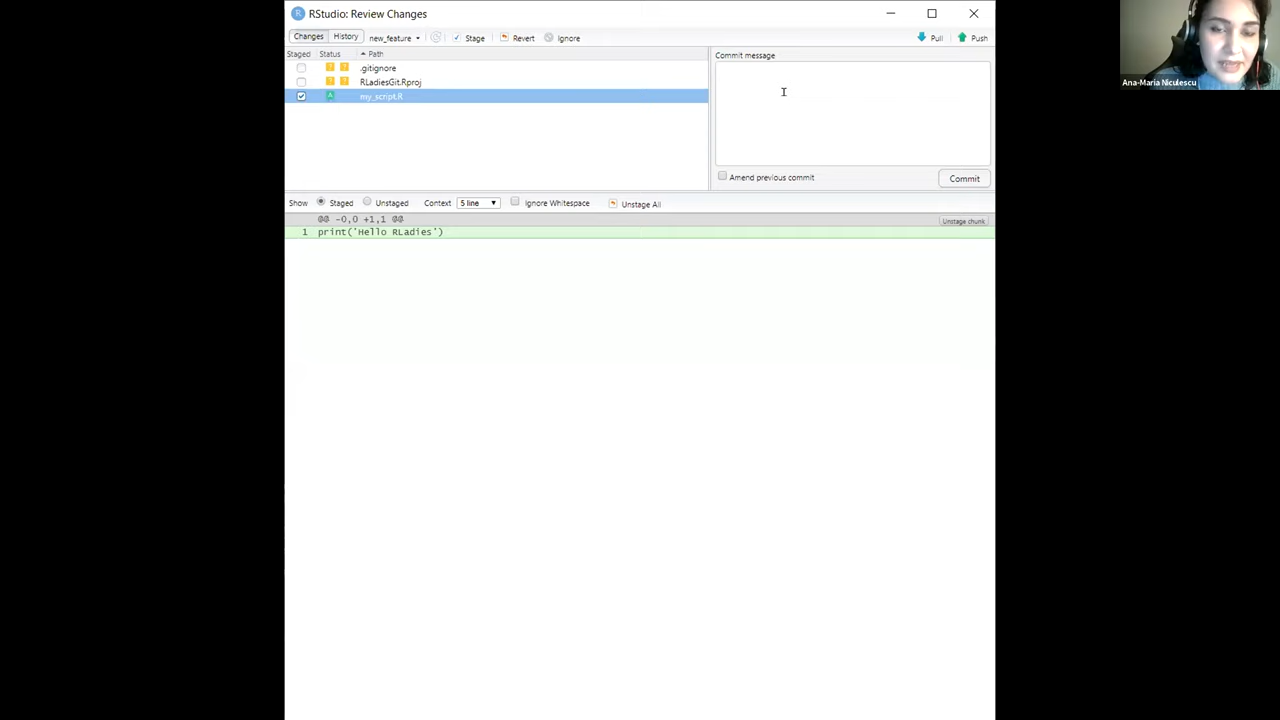 RStudio: Review Changes
Changes History new_feature Stage Revert Ignore Pull Push
Staged Status Path Commit message
.gitignore
RLadiesGit.Rproj
my_script.R
Amend previous commit Commit
Show Staged Unstaged Context 5 line Ignore Whitespace Unstage All
@@ -0,0 +1,1 @@ Unstage chunk
1 print('Hello RLadies')
Ana-Maria Niculescu